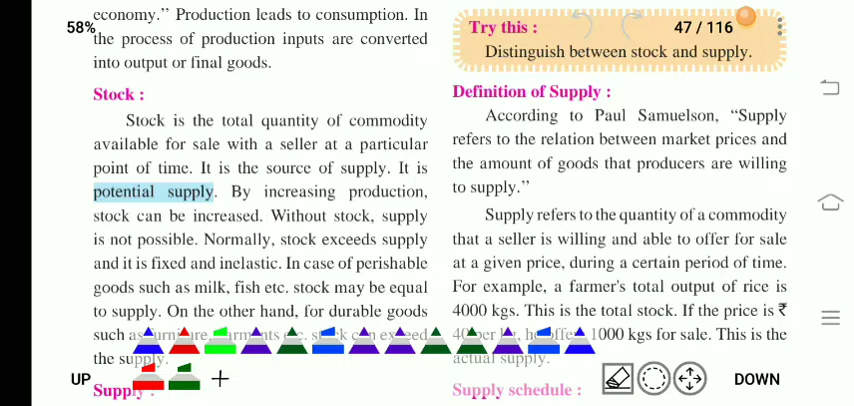 58%
economy.” Production leads to consumption. In
the process of production inputs are converted
into output or final goods.
Stock :
Stock is the total quantity of commodity
available for sale with a seller at a particular
point of time. It is the source of supply. It is
potential supply. By increasing production,
stock can be increased. Without stock, supply
is not possible. Normally, stock exceeds supply
and it is fixed and inelastic. In case of perishable
goods such as milk, fish etc. stock may be equal
to supply. On the other hand, for durable goods
such as
the supply.
UP
Supply :
Try this :
47 / 116
Distinguish between stock and supply.
Definition of Supply :
According to Paul Samuelson, “Supply
refers to the relation between market prices and
the amount of goods that producers are willing
to supply.”
Supply refers to the quantity of a commodity
that a seller is willing and able to offer for sale
at a given price, during a certain period of time.
For example, a farmer's total output of rice is
4000 kgs. This is the total stock. If the price is ₹
1000 kgs for sale. This is the
actual supply.
Supply schedule :
DOWN